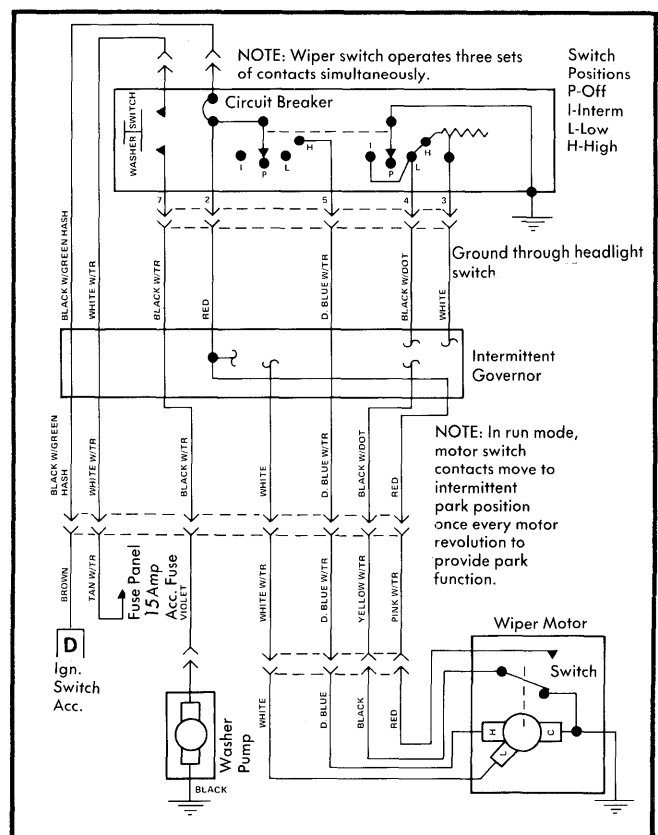 NOTE: Wiper switch operates three sets
of contacts simultaneously.
Switch
Positions
P-Off
I-Interm
L-Low
H-High
WASHER SWITCH
Circuit Breaker
I
P
L
H
1
P
L
H
7
2
5
4
3
Ground through headlight
switch
BLACK W/GREEN HASH
WHITE W/TR
BLACK W/TR
RED
D. BLUE W/TR
BLACK W/DOT
WHITE
Intermittent
Governor
BLACK W/GREEN
HASH
WHITE W/TR
BLACK W/TR
WHITE
D. BLUE W/TR
BLACK W/DOT
RED
NOTE: In run mode,
motor switch
contacts move to
intermittent
park position
once every motor
revolution to
provide park
function.
BROWN
TAN W/TR
Fuse Panel
15 Amp
Acc. Fuse
VIOLET
WHITE W/TR
D. BLUE W/TR
YELLOW W/TR
PINK W/TR
D
Ign.
Switch
Acc.
Wiper Motor
Switch
WHITE
D. BLUE
BLACK
RED
H
L
C
Washer
Pump
BLACK